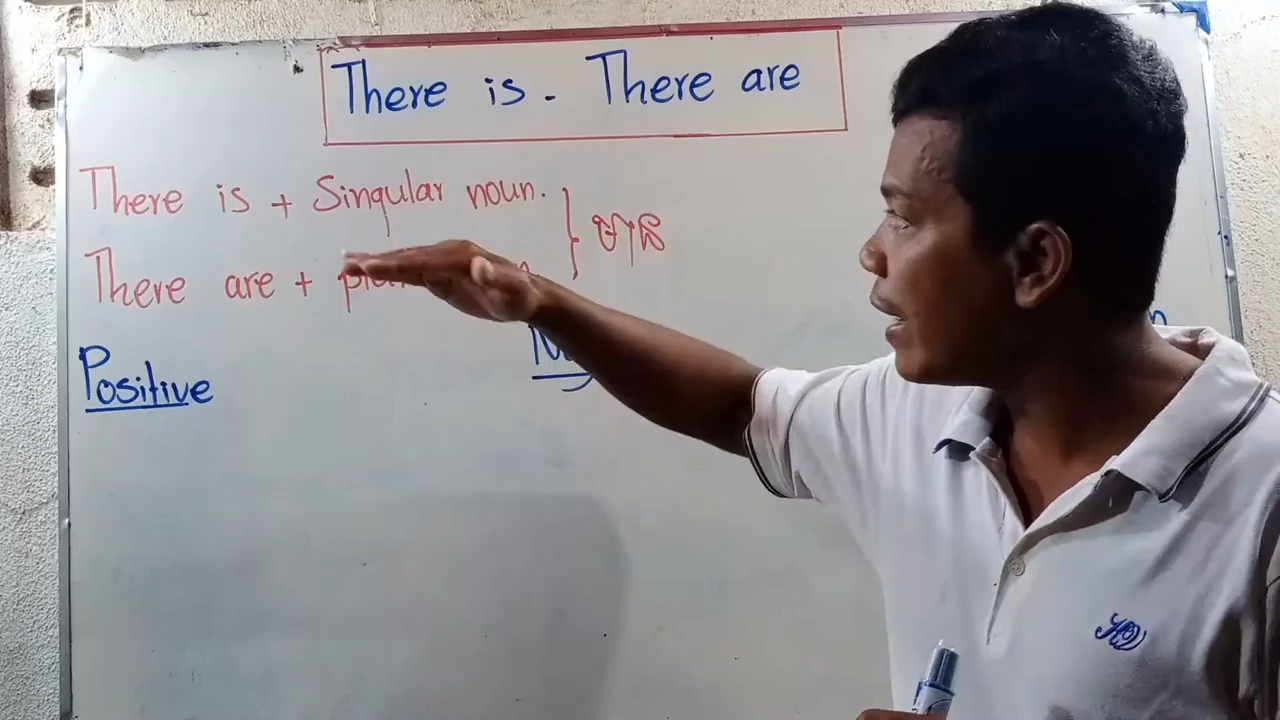 There is . There are
There is + Singular noun.
There are +
} មាន
Positive